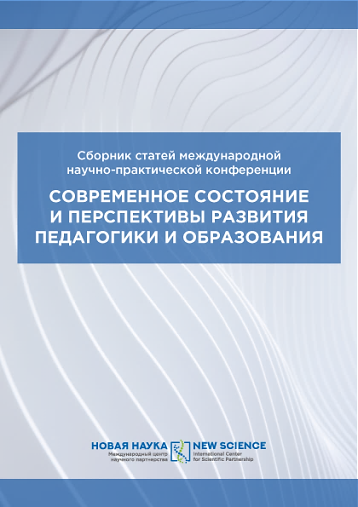 Сборник статей международной
научно-практической конференции
СОВРЕМЕННОЕ СОСТОЯНИЕ
И ПЕРСПЕКТИВЫ РАЗВИТИЯ
ПЕДАГОГИКИ И ОБРАЗОВАНИЯ
НОВАЯ НАУКА
Международный центр
научного партнерства
NEW SCIENCE
International Center
for Scientific Partnership